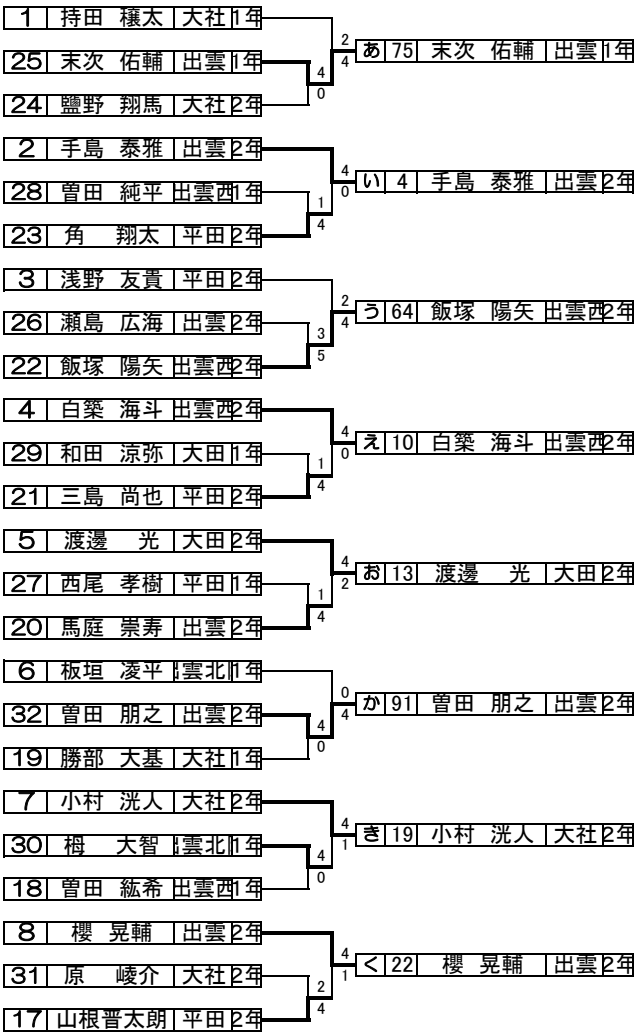 1 持田 穣太 大社 1年
2
4
あ 75 末次 佑輔 出雲 1年
25 末次 佑輔 出雲 1年
4
0
24 鹽野 翔馬 大社 2年
2 手島 泰雅 出雲 2年
4
0
い 4 手島 泰雅 出雲 2年
28 曽田 純平 出雲西 1年
1
4
23 角 翔太 平田 2年
3 浅野 友貴 平田 2年
2
4
う 64 飯塚 陽矢 出雲西 2年
26 瀬島 広海 出雲 2年
3
5
22 飯塚 陽矢 出雲西 2年
4 白築 海斗 出雲西 2年
4
0
え 10 白築 海斗 出雲西 2年
29 和田 涼弥 大田 1年
1
4
21 三島 尚也 平田 2年
5 渡邊 光 大田 2年
4
2
お 13 渡邊 光 大田 2年
27 西尾 孝樹 平田 1年
1
4
20 馬庭 崇寿 出雲 2年
6 板垣 凌平 出雲北 1年
0
4
か 91 曽田 朋之 出雲 2年
32 曽田 朋之 出雲 2年
4
0
19 勝部 大基 大社 1年
7 小村 洸人 大社 2年
4
1
き 19 小村 洸人 大社 2年
30 栂 大智 出雲北 1年
4
0
18 曽田 紘希 出雲西 1年
8 櫻 晃輔 出雲 2年
4
1
く 22 櫻 晃輔 出雲 2年
31 原 崚介 大社 2年
2
4
17 山根晋太朗 平田 2年